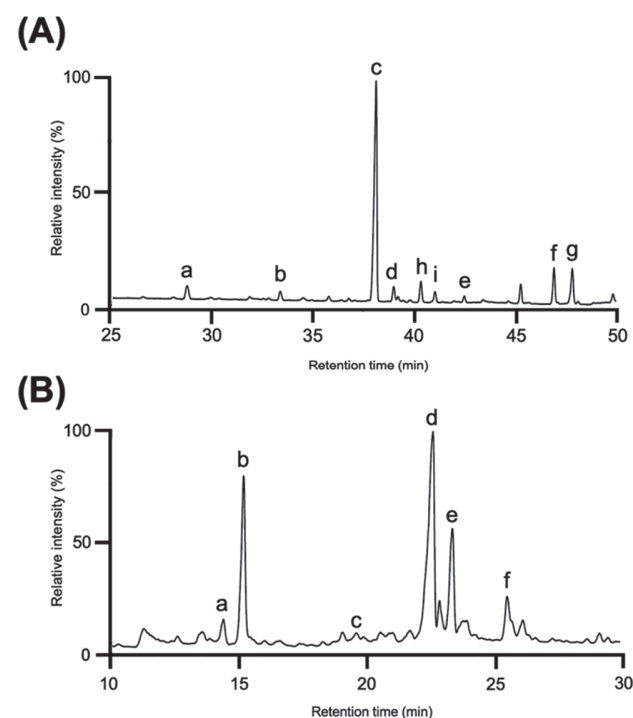 (A)
c
100
Relative intensity (%)
50
a b d h i e f g
0
25 30 35 40 45 50
Retention time (min)
(B)
d
100
b
Relative intensity (%)
e
50
f
a
c
0
10 15 20 25 30
Retention time (min)